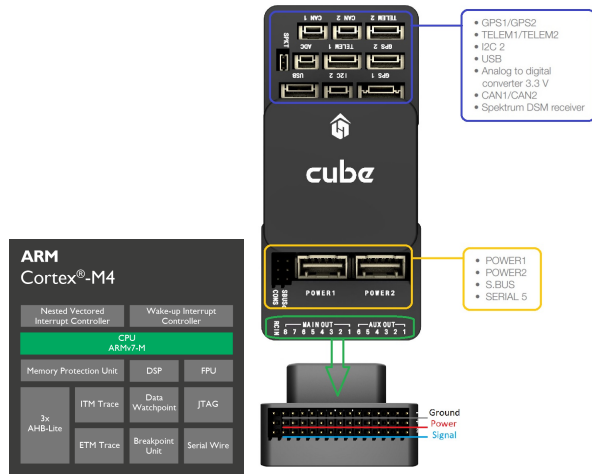 CAN 1 CAN 2 TELEM 2
SPKT ADC TELEM 1 GPS 2
USB I2C 2 GPS 1
cube
• GPS1/GPS2
• TELEM1/TELEM2
• I2C 2
• USB
• Analog to digital
converter 3.3 V
• CAN1/CAN2
• Spektrum DSM receiver
POWER1 POWER2
CONS
SBUSo
• POWER1
• POWER2
• S.BUS
• SERIAL 5
RC IN
MAIN OUT AUX OUT
8 7 6 5 4 3 2 1 6 5 4 3 2 1
Ground
Power
Signal
ARM
Cortex®-M4
Nested Vectored
Interrupt Controller
Wake-up Interrupt
Controller
CPU
ARMv7-M
Memory Protection Unit
DSP
FPU
3x
AHB-Lite
ITM Trace
Data
Watchpoint
JTAG
ETM Trace
Breakpoint
Unit
Serial Wire